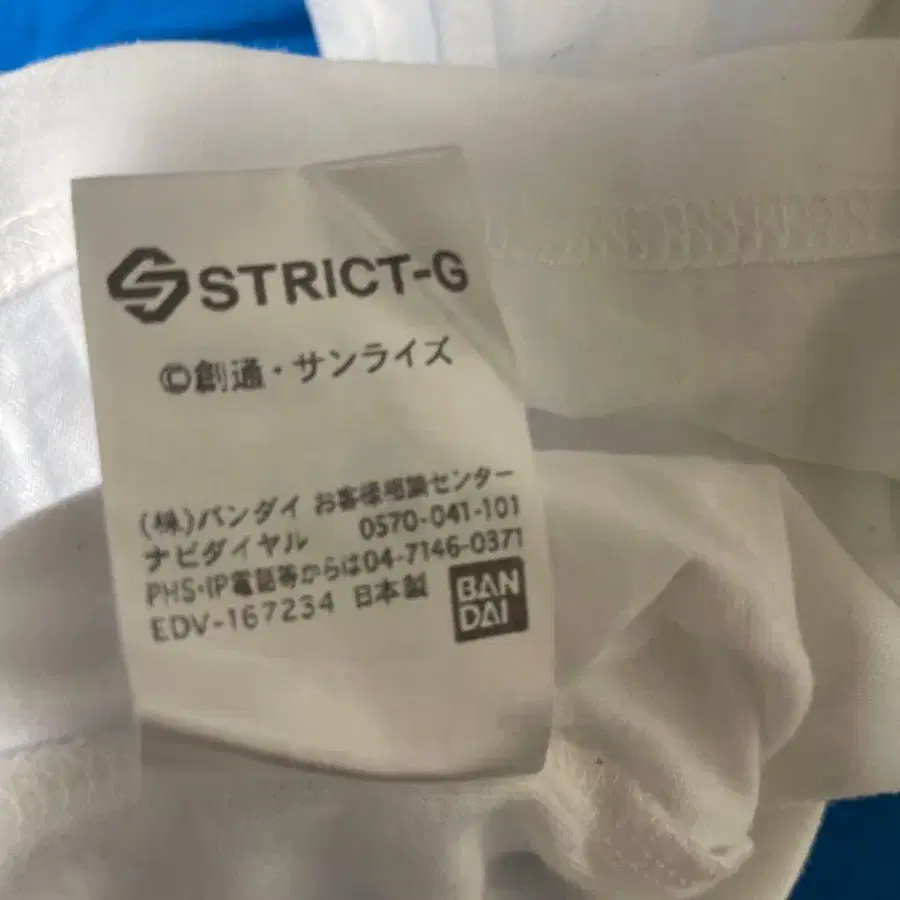 STRICT-G
©創通・サンライズ
(株)バンダイ お客様相談センター
ナビダイヤル 0570-041-101
PHS・IP電話等からは04-7146-0371
EDV-167234 日本製
BAN
DAI